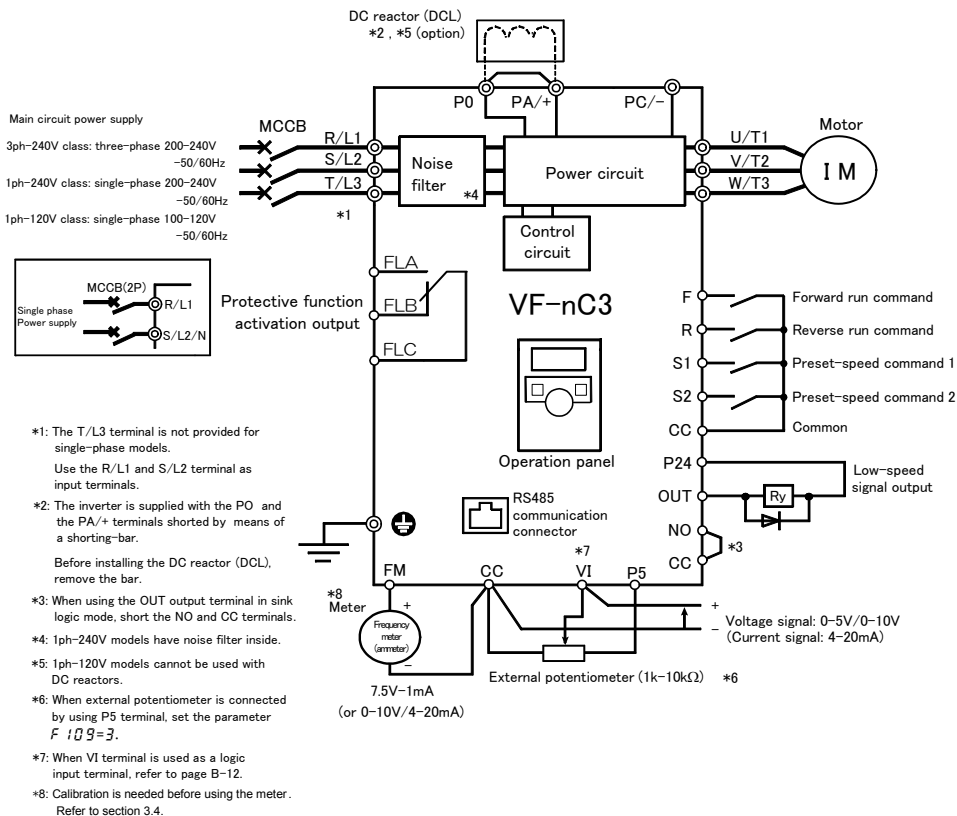 DC reactor (DCL)
*2 , *5 (option)
P0
PA/+
PC/-
Main circuit power supply
3ph-240V class: three-phase 200-240V
-50/60Hz
1ph-240V class: single-phase 200-240V
-50/60Hz
1ph-120V class: single-phase 100-120V
-50/60Hz
MCCB
R/L1
S/L2
T/L3
*1
Noise
filter
*4
Power circuit
Control
circuit
U/T1
V/T2
W/T3
Motor
I M
MCCB(2P)
Single phase
Power supply
R/L1
S/L2/N
Protective function
activation output
FLA
FLB
FLC
VF-nC3
Operation panel
F
Forward run command
R
Reverse run command
S1
Preset-speed command 1
S2
Preset-speed command 2
CC
Common
P24
OUT
Ry
Low-speed
signal output
NO
CC
*3
RS485
communication
connector
*7
FM
CC
VI
P5
*8
Meter
+
Frequency
meter
(ammeter)
−
7.5V-1mA
(or 0-10V/4-20mA)
+
−
Voltage signal: 0-5V/0-10V
(Current signal: 4-20mA)
External potentiometer (1k-10kΩ) *6
*1: The T/L3 terminal is not provided for
single-phase models.
Use the R/L1 and S/L2 terminal as
input terminals.
*2: The inverter is supplied with the PO and
the PA/+ terminals shorted by means of
a shorting-bar.
Before installing the DC reactor (DCL),
remove the bar.
*3: When using the OUT output terminal in sink
logic mode, short the NO and CC terminals.
*4: 1ph-240V models have noise filter inside.
*5: 1ph-120V models cannot be used with
DC reactors.
*6: When external potentiometer is connected
by using P5 terminal, set the parameter
F109=3.
*7: When VI terminal is used as a logic
input terminal, refer to page B-12.
*8: Calibration is needed before using the meter.
Refer to section 3.4.